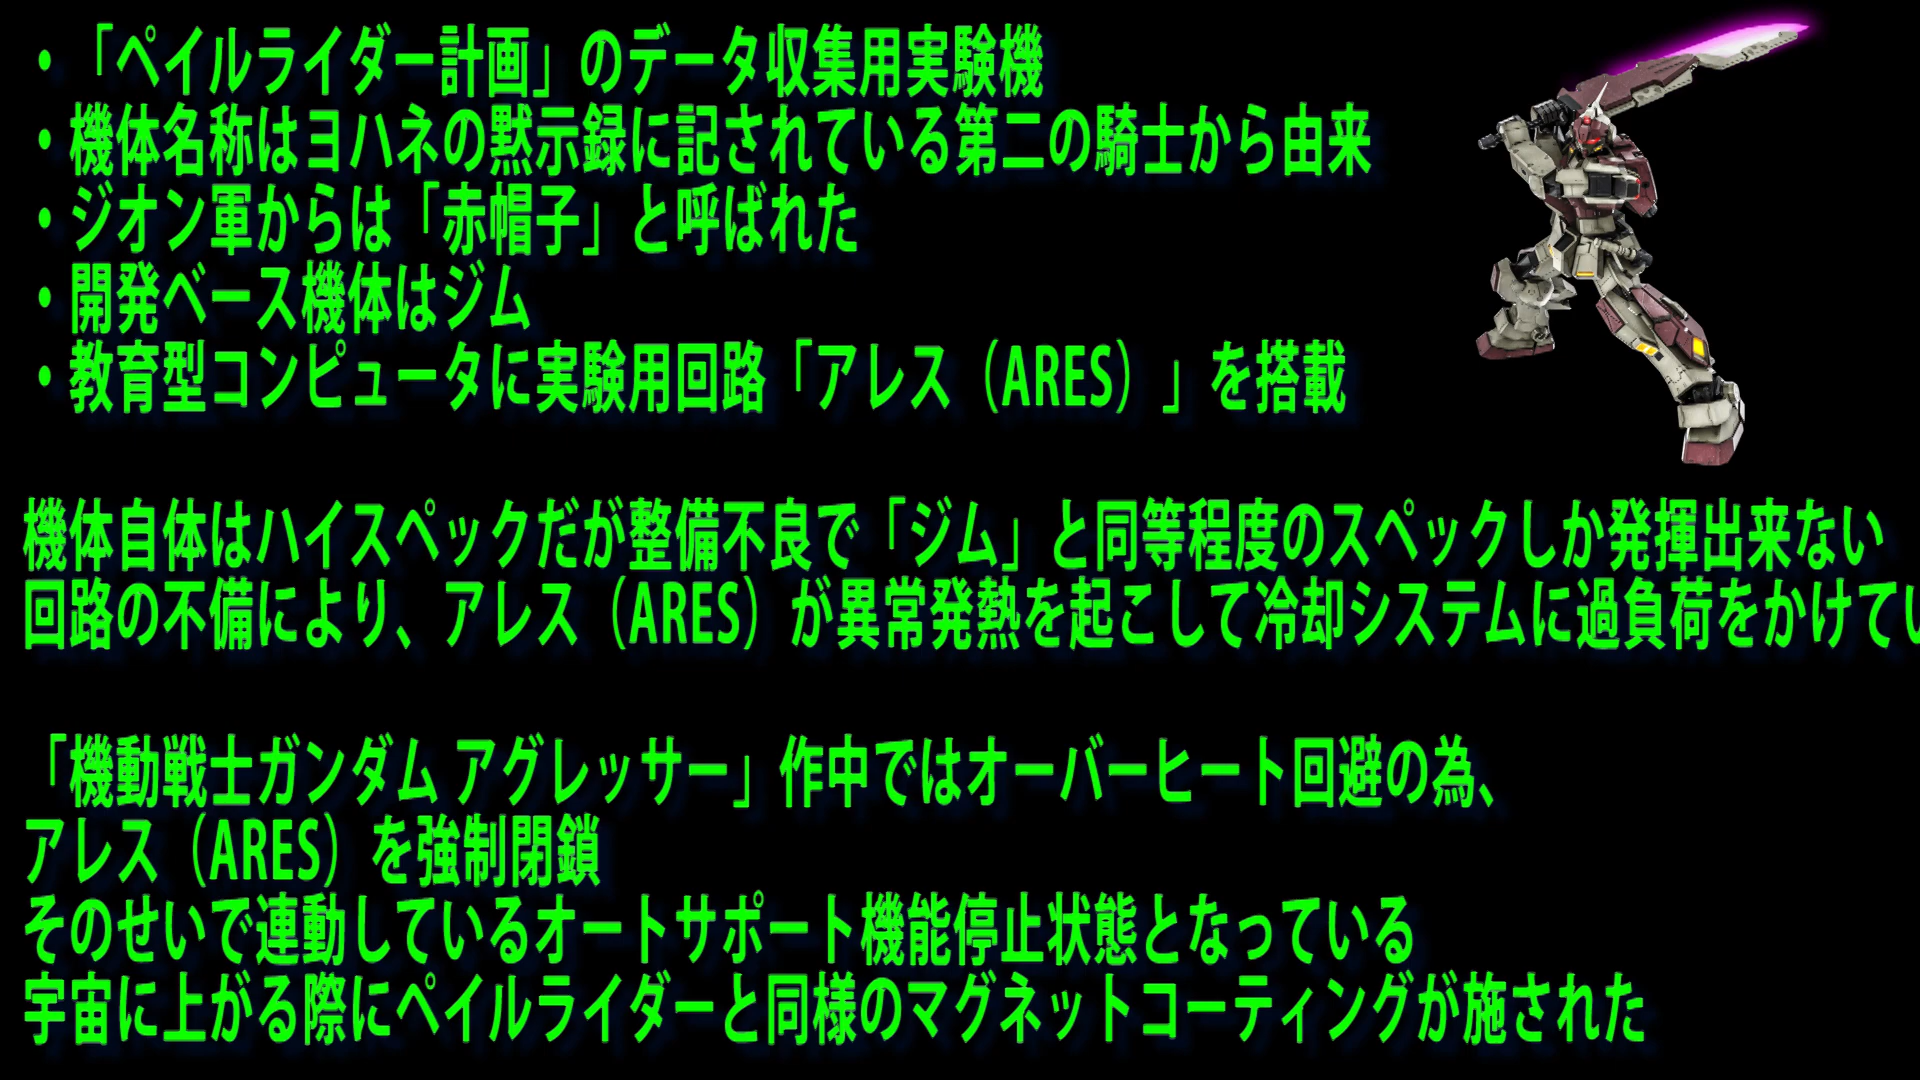 ・「ペイルライダー計画」のデータ収集用実験機
・機体名称はヨハネの黙示録に記されている第二の騎士から由来
・ジオン軍からは「赤帽子」と呼ばれた
・開発ベース機体はジム
・教育型コンピュータに実験用回路「アレス（ARES）」を搭載
機体自体はハイスペックだが整備不良で「ジム」と同等程度のスペックしか発揮出来ない
回路の不備により、アレス（ARES）が異常発熱を起こして冷却システムに過負荷をかけてい
「機動戦士ガンダム アグレッサー」作中ではオーバーヒート回避の為、
アレス（ARES）を強制閉鎖
そのせいで連動しているオートサポート機能停止状態となっている
宇宙に上がる際にペイルライダーと同様のマグネットコーティングが施された